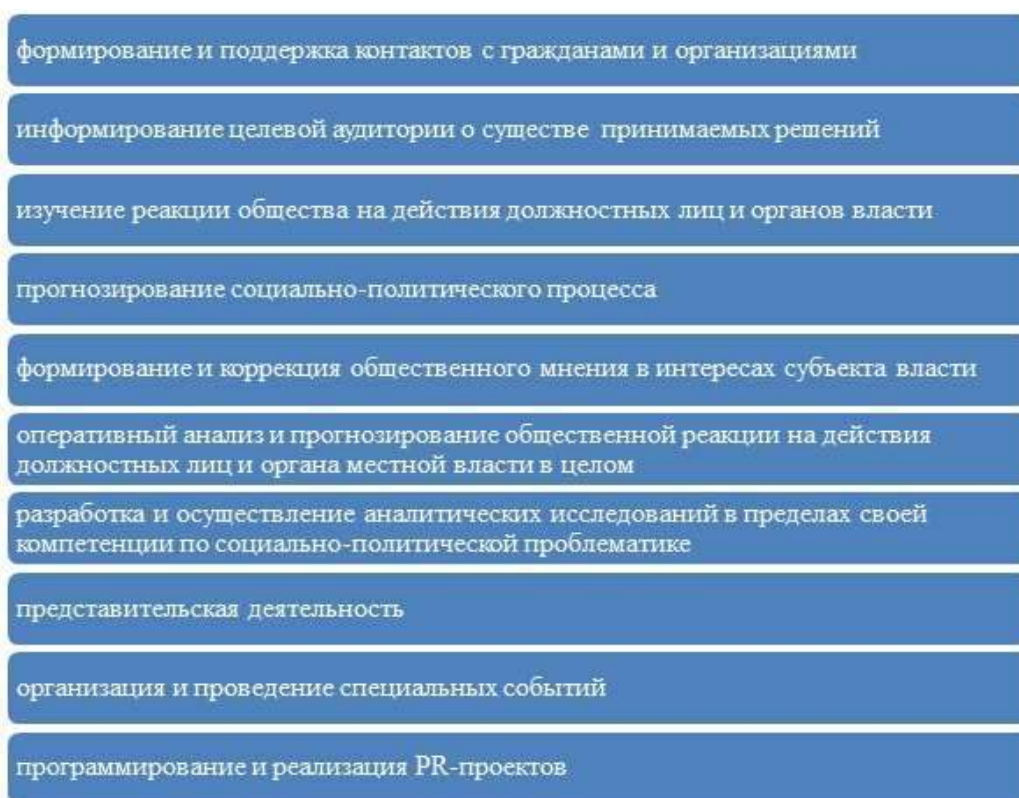 формирование и поддержка контактов с гражданами и организациями
информирование целевой аудитории о существе принимаемых решений
изучение реакции общества на действия должностных лиц и органов власти
прогнозирование социально-политического процесса
формирование и коррекция общественного мнения в интересах субъекта власти
оперативный анализ и прогнозирование общественной реакции на действия
должностных лиц и органа местной власти в целом
разработка и осуществление аналитических исследований в пределах своей
компетенции по социально-политической проблематике
представительская деятельность
организация и проведение специальных событий
программирование и реализация PR-проектов